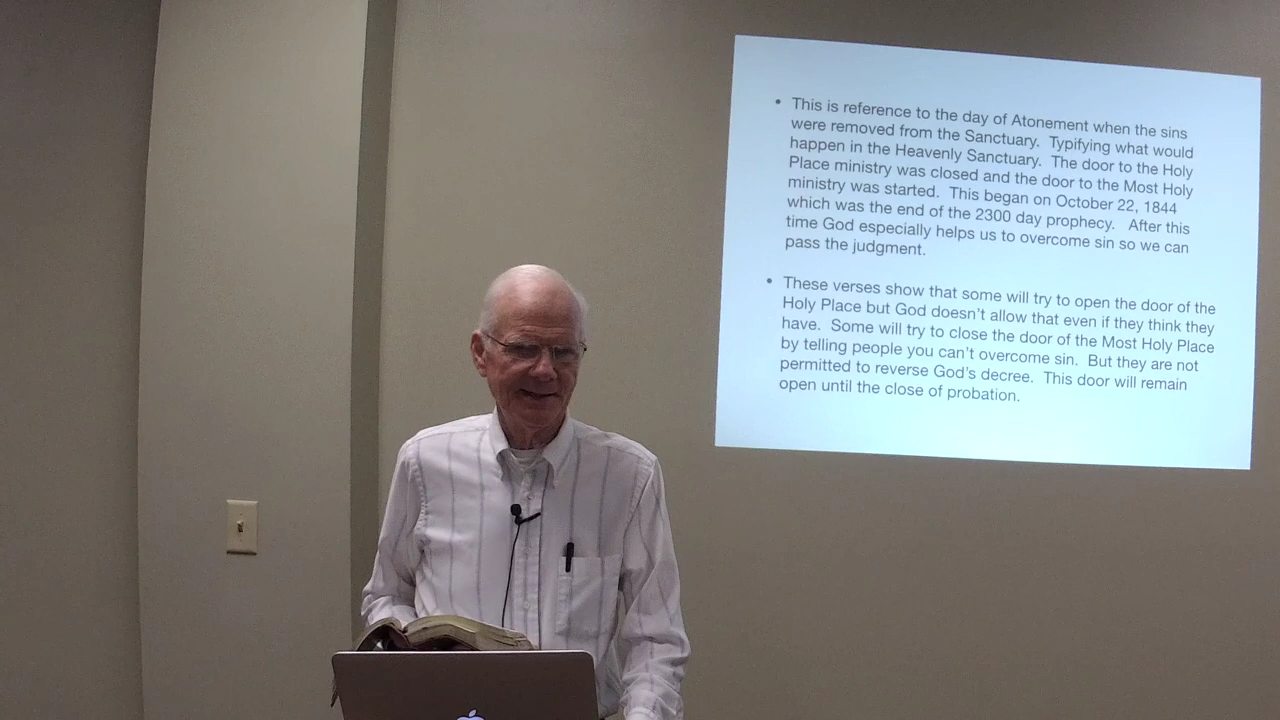 • This is reference to the day of Atonement when the sins
were removed from the Sanctuary. Typifying what would
happen in the Heavenly Sanctuary. The door to the Holy
Place ministry was closed and the door to the Most Holy
ministry was started. This began on October 22, 1844
which was the end of the 2300 day prophecy. After this
time God especially helps us to overcome sin so we can
pass the judgment.
• These verses show that some will try to open the door of the
Holy Place but God doesn't allow that even if they think they
have. Some will try to close the door of the Most Holy Place
by telling people you can't overcome sin. But they are not
permitted to reverse God's decree. This door will remain
open until the close of probation.